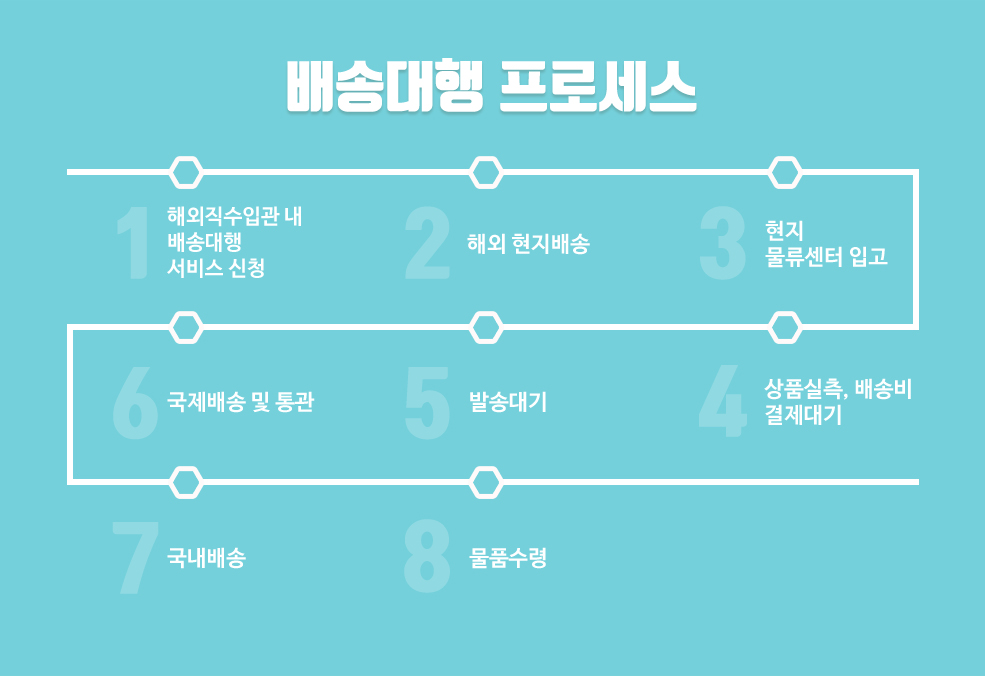 배송대행 프로세스
1
해외직수입관 내
배송대행
서비스 신청
2
해외 현지배송
3
현지
물류센터 입고
4
상품실측, 배송비
결제대기
5
발송대기
6
국제배송 및 통관
7
국내배송
8
물품수령